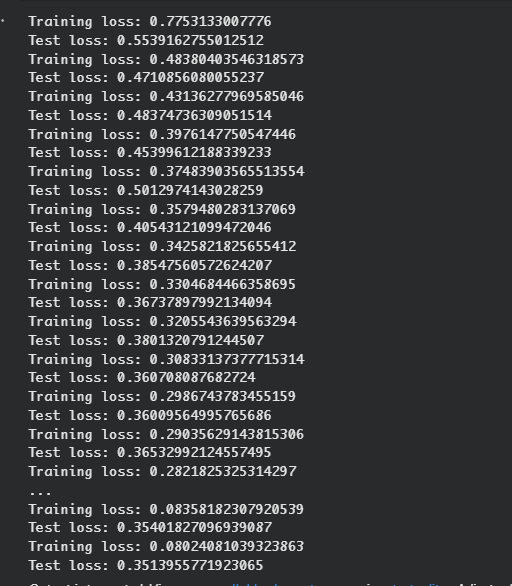 Training loss: 0.7753133007776
Test loss: 0.5539162755012512
Training loss: 0.48380403546318573
Test loss: 0.4710856080055237
Training loss: 0.43136277969585046
Test loss: 0.48374736309051514
Training loss: 0.3976147750547446
Test loss: 0.45399612188339233
Training loss: 0.37483903565513554
Test loss: 0.5012974143028259
Training loss: 0.3579480283137069
Test loss: 0.40543121099472046
Training loss: 0.3425821825655412
Test loss: 0.38547560572624207
Training loss: 0.3304684466358695
Test loss: 0.36737897992134094
Training loss: 0.3205543639563294
Test loss: 0.3801320791244507
Training loss: 0.30833137377715314
Test loss: 0.360708087682724
Training loss: 0.2986743783455159
Test loss: 0.36009564995765686
Training loss: 0.29035629143815306
Test loss: 0.36532992124557495
Training loss: 0.2821825325314297
...
Training loss: 0.08358182307920539
Test loss: 0.35401827096939087
Training loss: 0.08024081039323863
Test loss: 0.3513955771923065